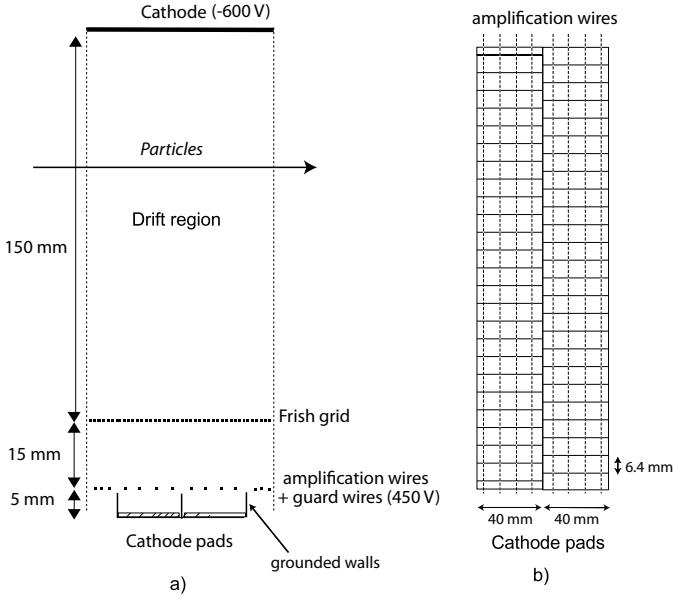 Cathode (-600 V)
Particles
Drift region
150 mm
Frish grid
15 mm
amplification wires
+ guard wires (450 V)
5 mm
Cathode pads
grounded walls
a)
amplification wires
6.4 mm
40 mm 40 mm
Cathode pads
b)